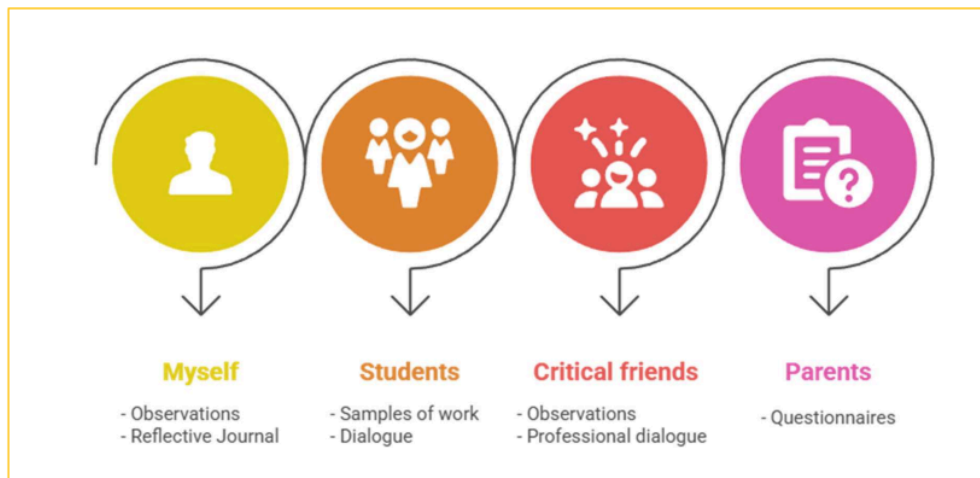 ?
Myself
- Observations
- Reflective Journal
Students
- Samples of work
- Dialogue
Critical friends
- Observations
- Professional dialogue
Parents
- Questionnaires